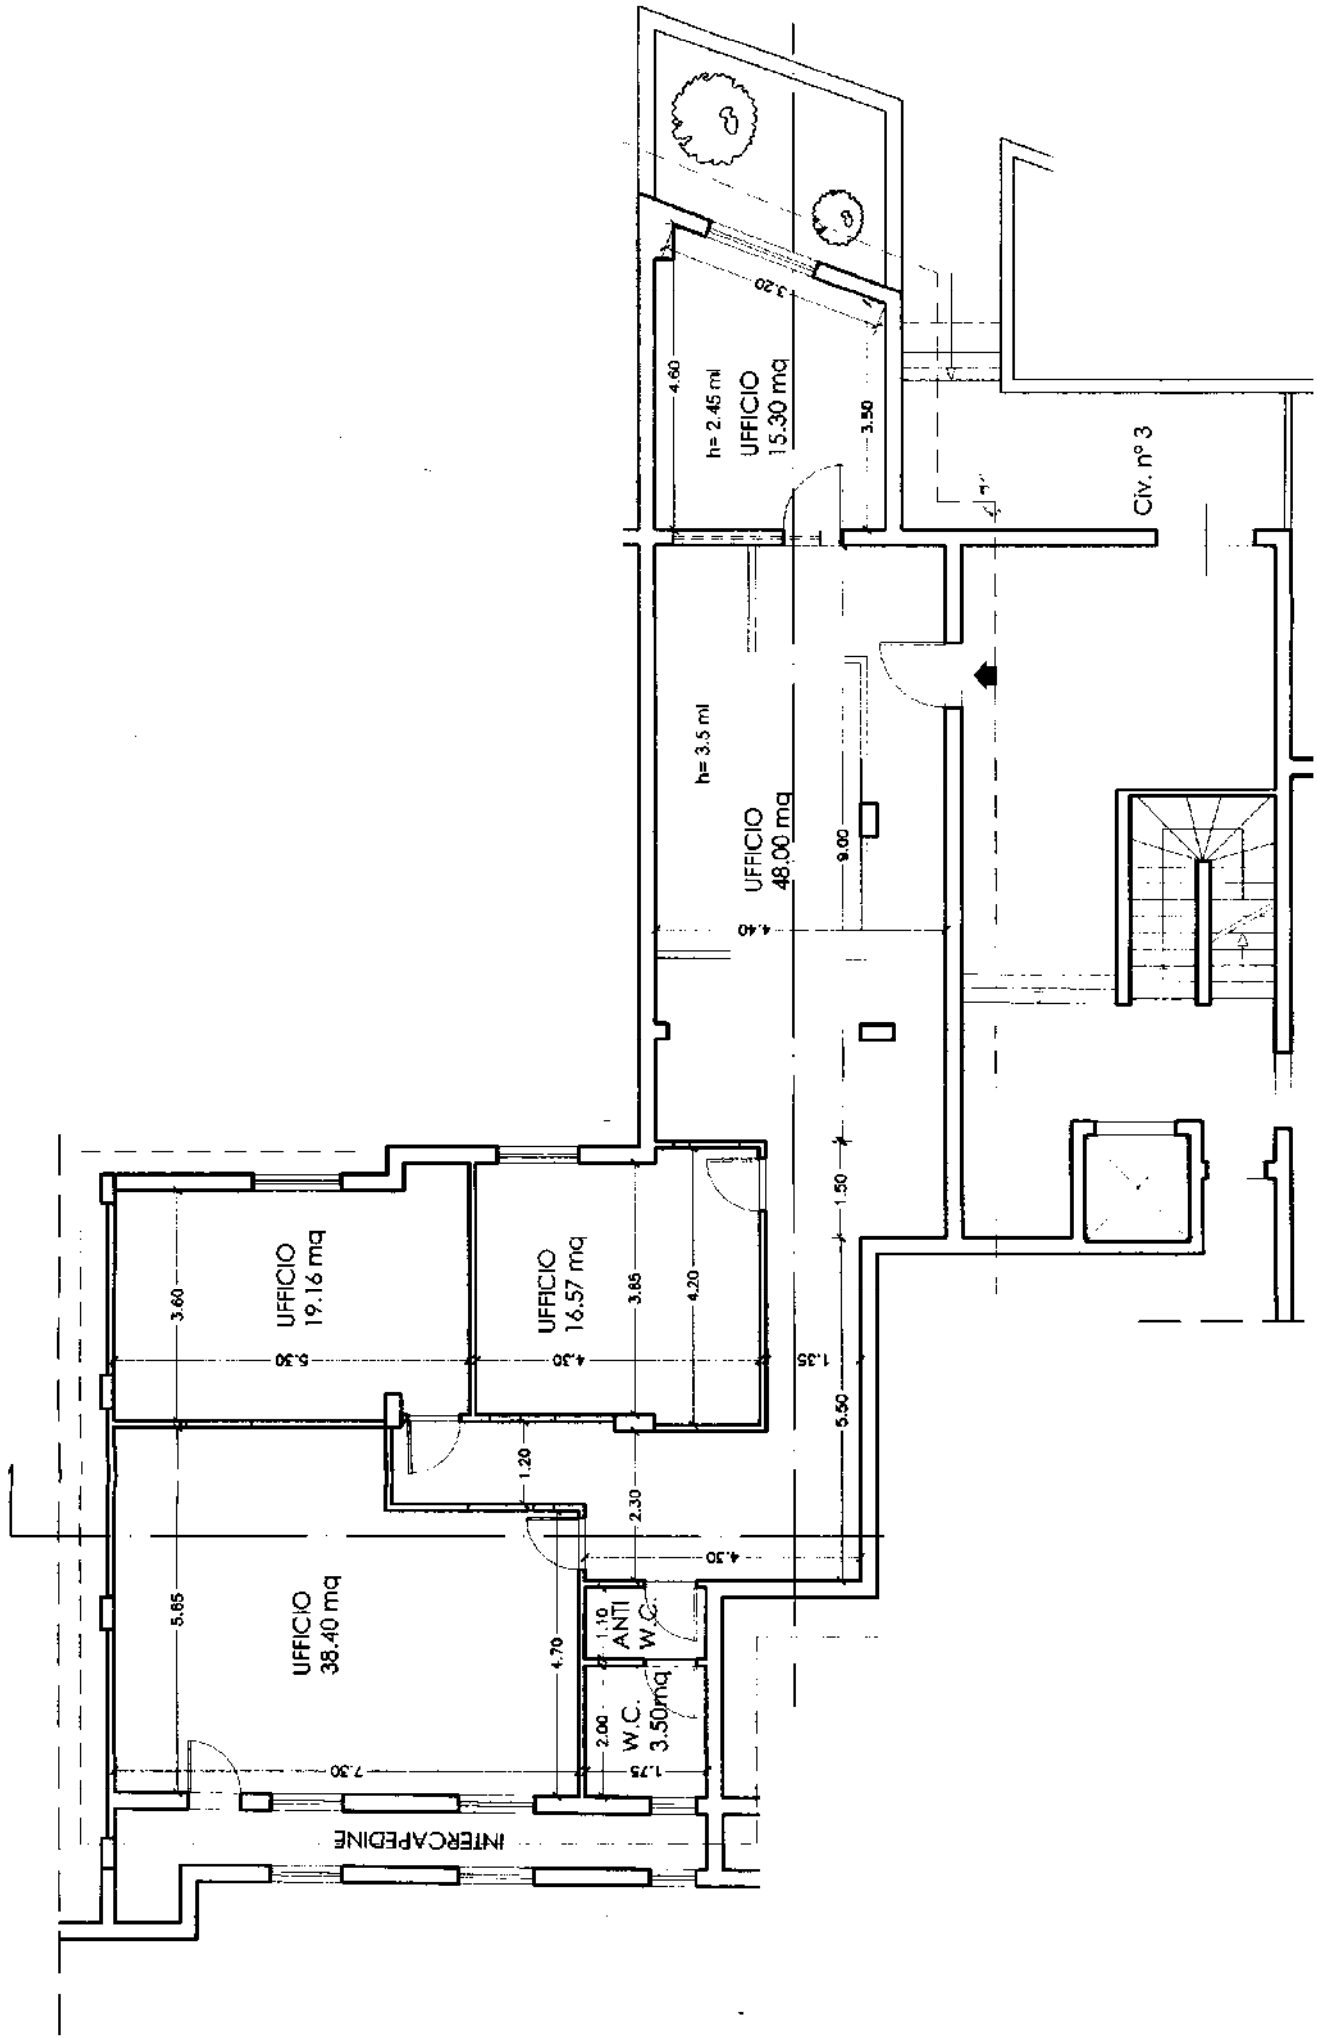 3.20
4.60
h= 2.45 ml
UFFICIO
15.30 mq
3.50
Civ. nº 3
h= 3.5 ml
UFFICIO
48.00 mq
9.00
4.40
1.50
3.60
UFFICIO
19.16 mq
5.30
UFFICIO
16.57 mq
3.85
4.20
4.30
1.35
5.50
1.20
2.30
4.30
5.85
UFFICIO
38.40 mq
4.70
1.10
ANTI
W.C.
2.00
W.C.
3.50mq
7.30
1.75
INTERCAPEDINE